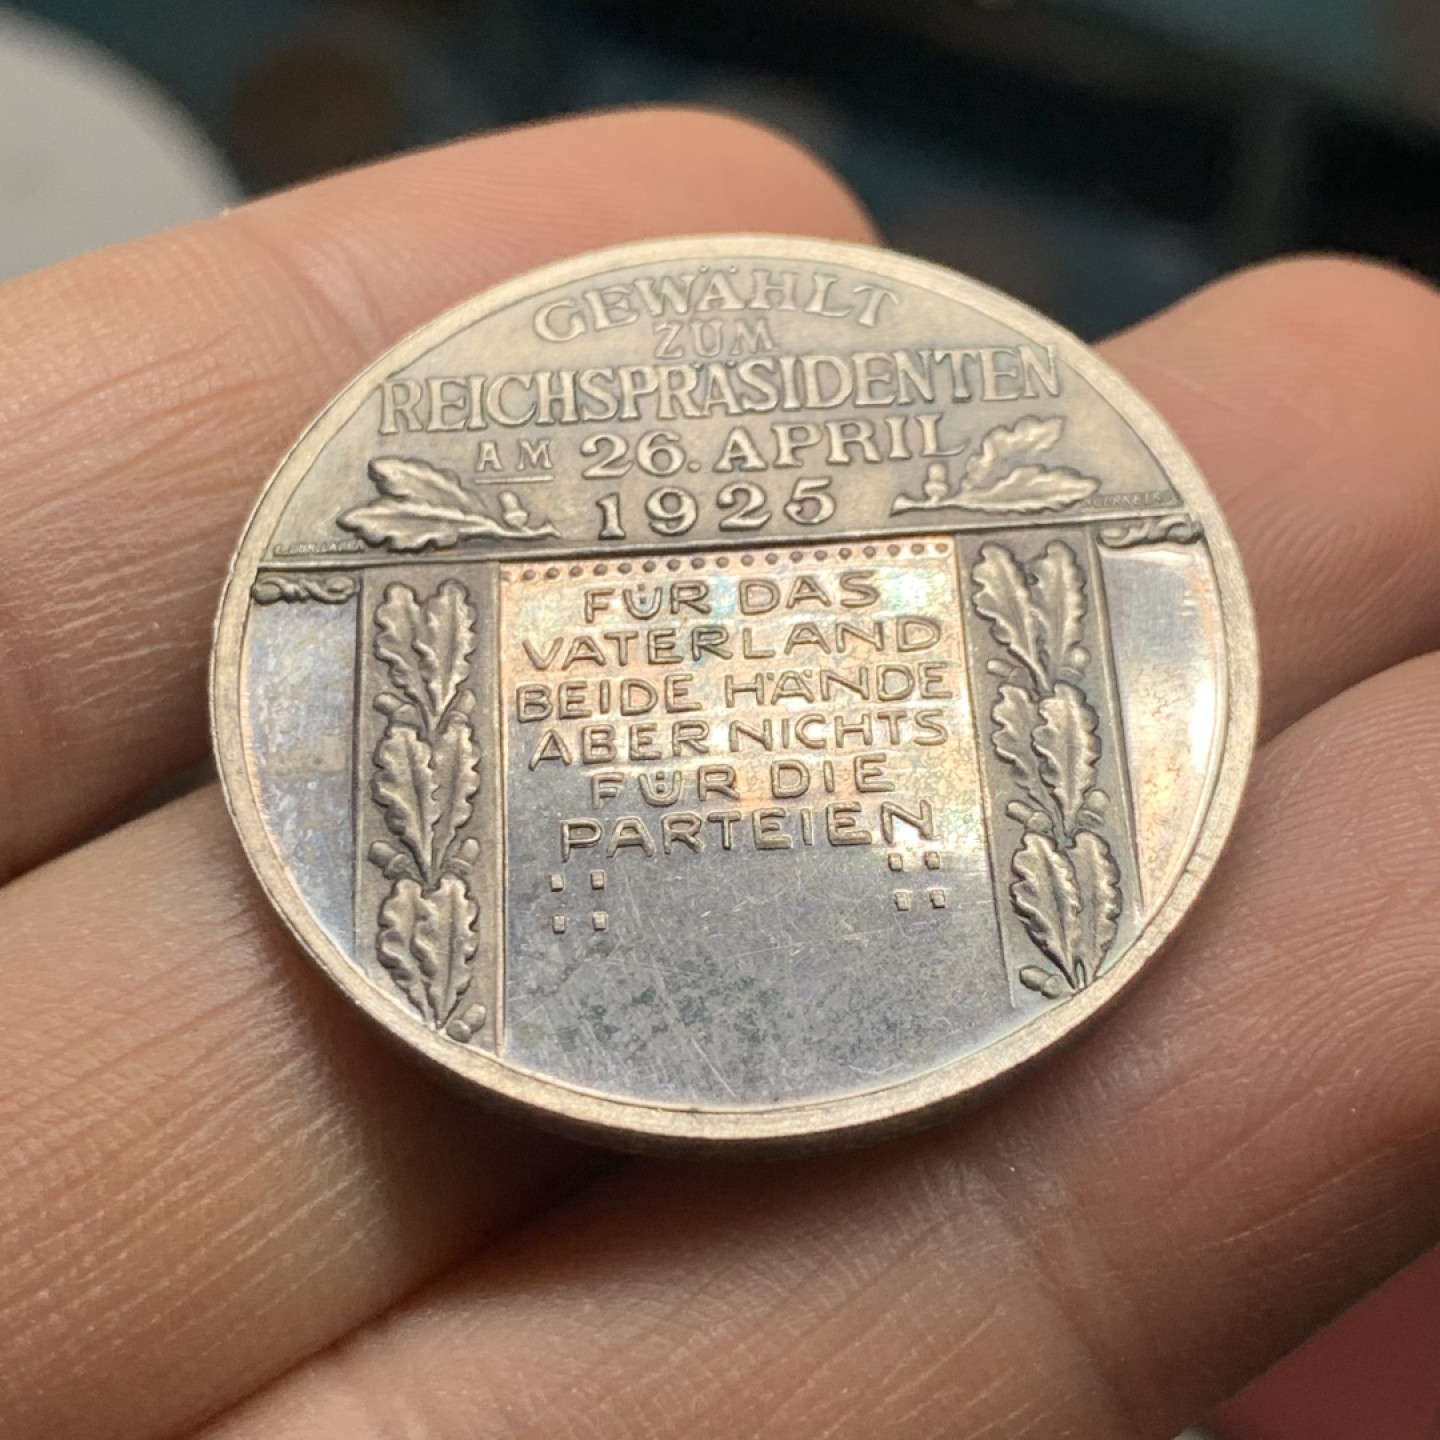 GEWÄHLT
ZUM
REICHSPRÄSIDENTEN
AM 26. APRIL
1925
FÜR DAS
VATERLAND
BEIDE HÄNDE
ABER NICHTS
FÜR DIE
PARTEIEN